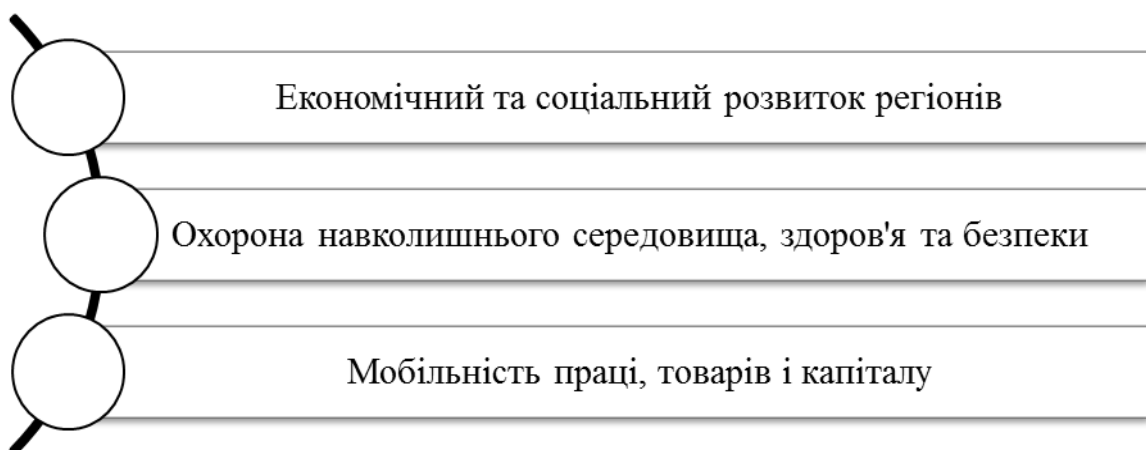 Економічний та соціальний розвиток регіонів
Охорона навколишнього середовища, здоров'я та безпеки
Мобільність праці, товарів і капіталу